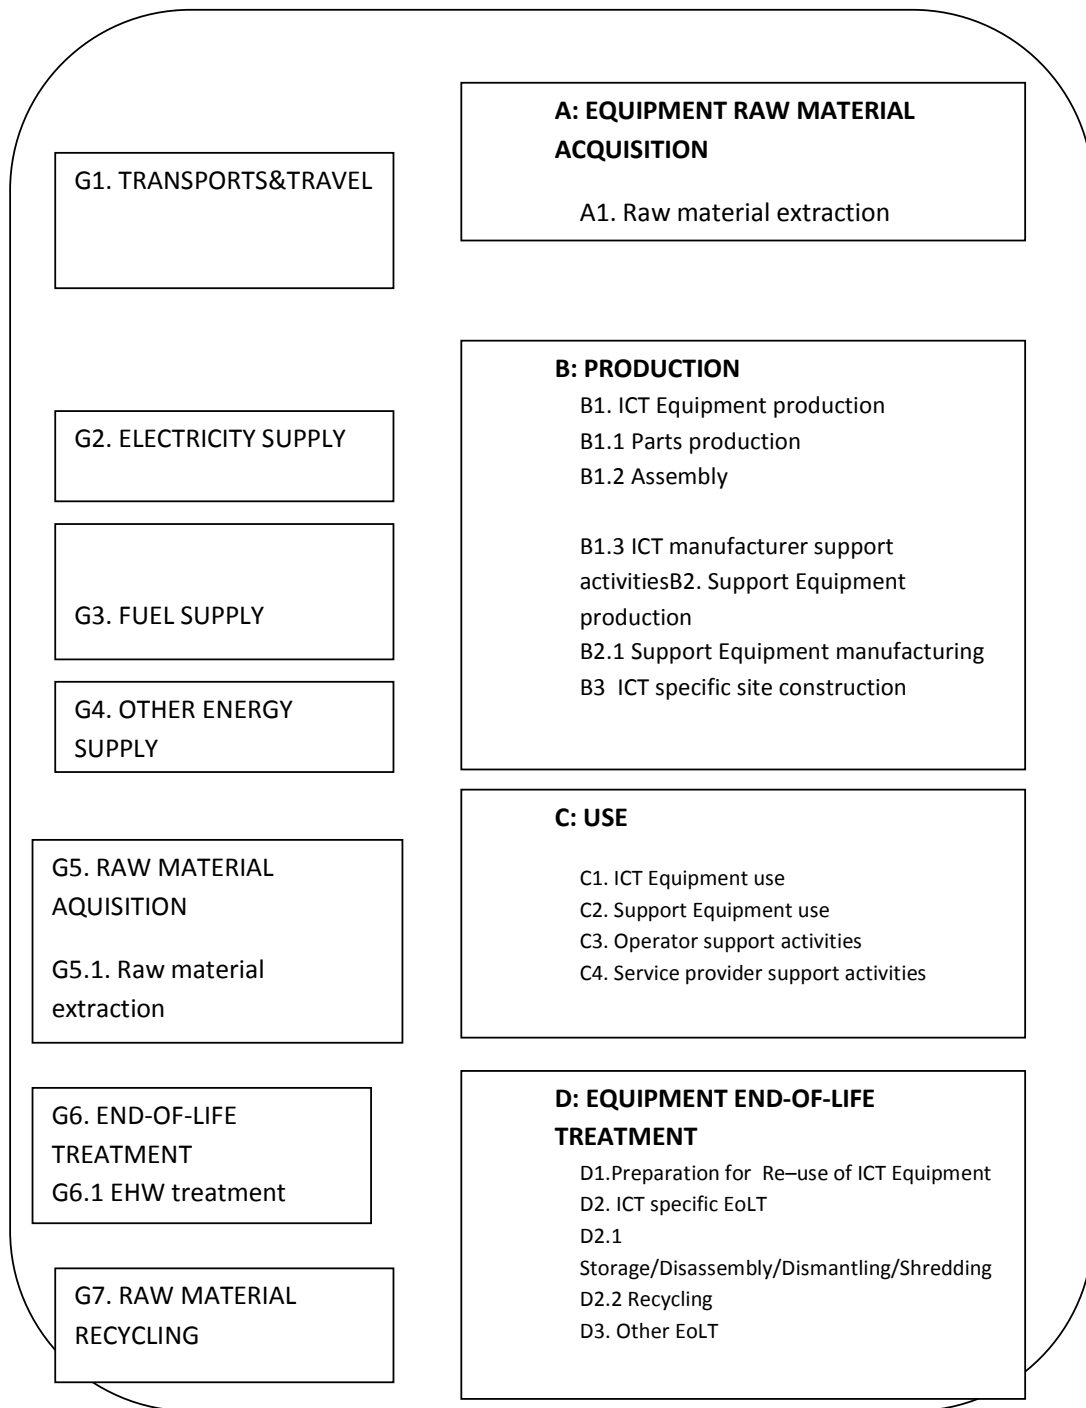 G1. TRANSPORTS&TRAVEL
G2. ELECTRICITY SUPPLY
G3. FUEL SUPPLY
G4. OTHER ENERGY
SUPPLY
G5. RAW MATERIAL
AQUISITION
G5.1. Raw material
extraction
G6. END-OF-LIFE
TREATMENT
G6.1 EHW treatment
G7. RAW MATERIAL
RECYCLING
A: EQUIPMENT RAW MATERIAL
ACQUISITION
A1. Raw material extraction
B: PRODUCTION
B1. ICT Equipment production
B1.1 Parts production
B1.2 Assembly
B1.3 ICT manufacturer support
activitiesB2. Support Equipment
production
B2.1 Support Equipment manufacturing
B3 ICT specific site construction
C: USE
C1. ICT Equipment use
C2. Support Equipment use
C3. Operator support activities
C4. Service provider support activities
D: EQUIPMENT END-OF-LIFE
TREATMENT
D1.Preparation for Re–use of ICT Equipment
D2. ICT specific EoLT
D2.1
Storage/Disassembly/Dismantling/Shredding
D2.2 Recycling
D3. Other EoLT